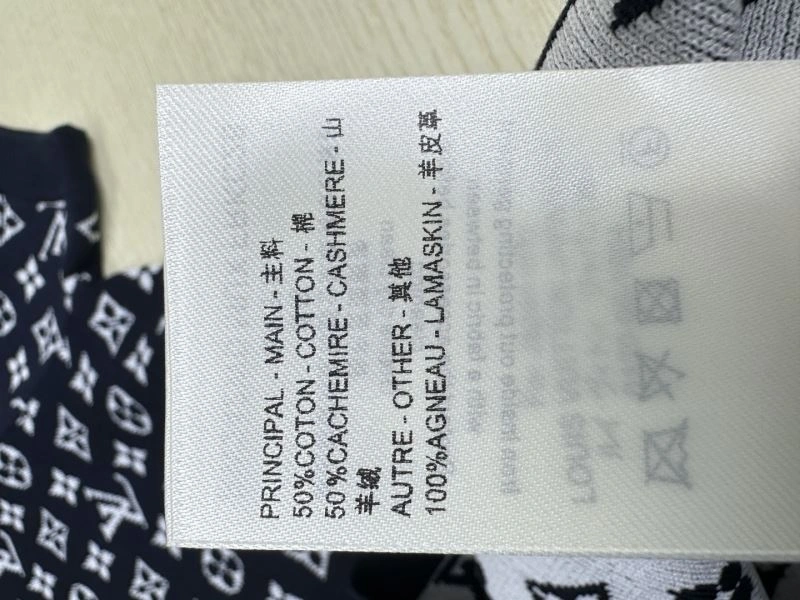 PRINCIPAL - MAIN - 主料
50%COTON - COTTON - 棉
50%CACHEMIRE - CASHMERE - 山
羊绒
AUTRE - OTHER - 其他
100%AGNEAU - LAMASKIN - 羊皮革